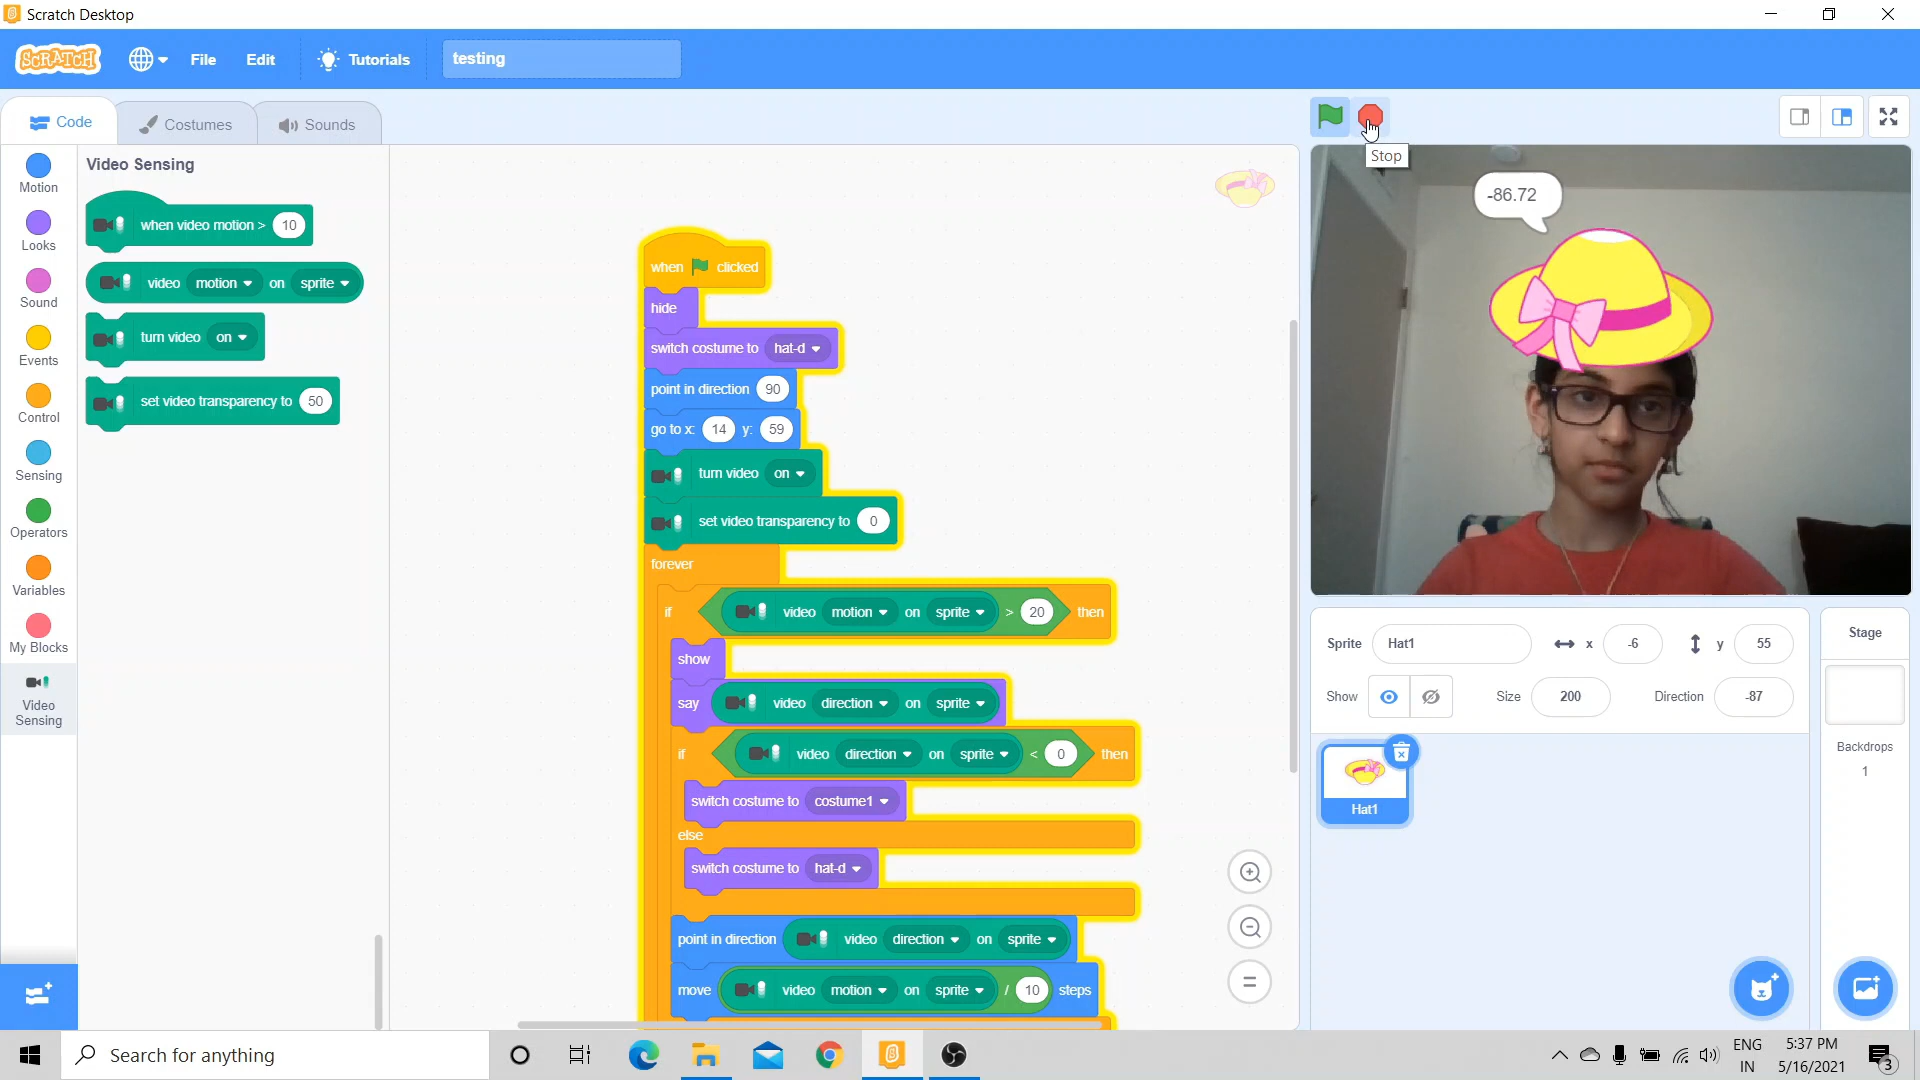 Scratch Desktop
SCRATCH File Edit Tutorials testing
Code Costumes Sounds
Stop
Motion
Looks
Sound
Events
Control
Sensing
Operators
Variables
My Blocks
Video
Sensing
Video Sensing
when video motion > 10
video motion on sprite
turn video on
set video transparency to 50
when clicked
hide
switch costume to hat-d
point in direction 90
go to x: 14 y: 59
turn video on
set video transparency to 0
forever
if video motion on sprite > 20 then
show
say video direction on sprite
if video direction on sprite < 0 then
switch costume to costume1
else
switch costume to hat-d
point in direction video direction on sprite
move video motion on sprite / 10 steps
-86.72
Sprite Hat1 x -6 y 55
Show Size 200 Direction -87
Hat1
Stage
Backdrops
1
Search for anything
ENG
IN
5:37 PM
5/16/2021
3